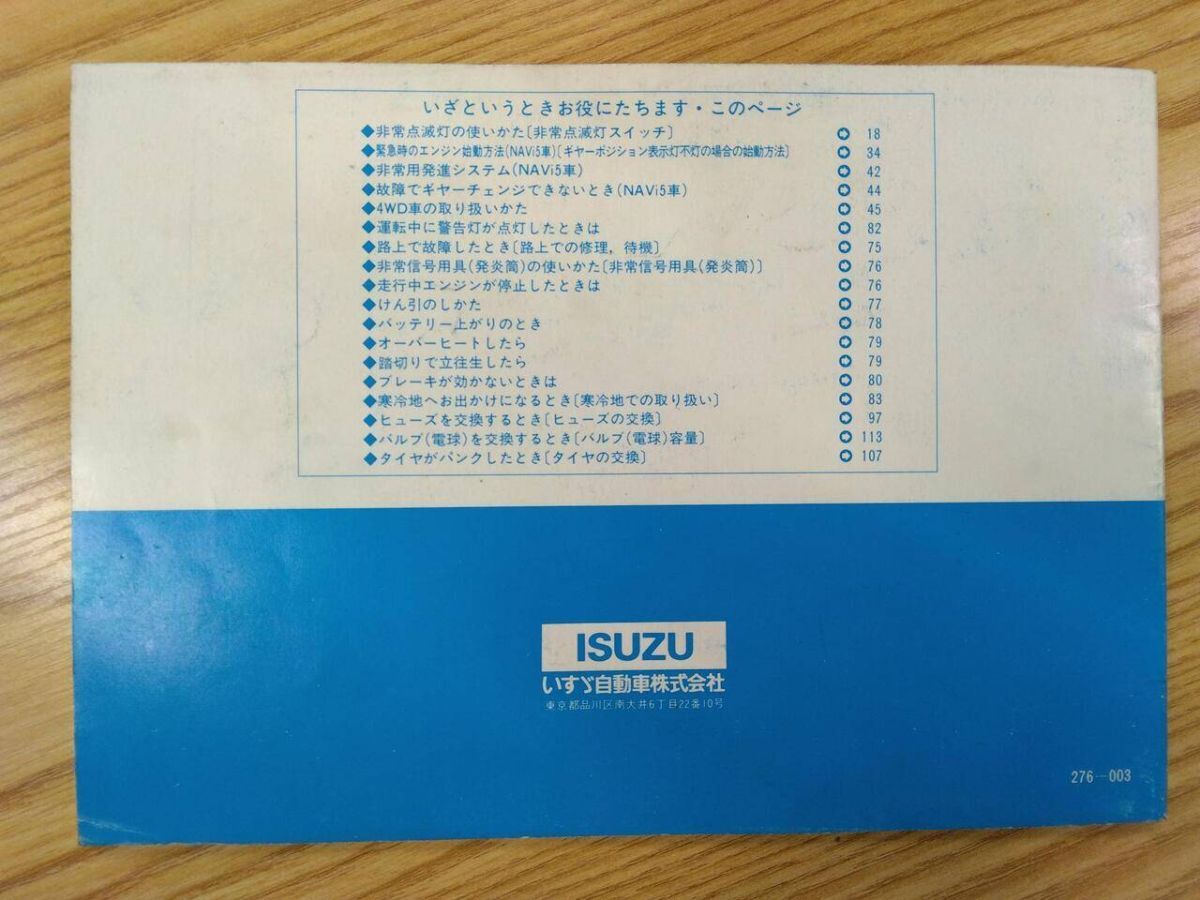 いざというときお役にたちます・このページ
◆非常点滅灯の使いかた〔非常点滅灯スイッチ〕 18
◆緊急時のエンジン始動方法(NAVi5車)〔ギヤーポジション表示灯不灯の場合の始動方法〕 34
◆非常用発進システム(NAVi5車) 42
◆故障でギヤーチェンジできないとき(NAVi5車) 44
◆4WD車の取り扱いかた 45
◆運転中に警告灯が点灯したときは 82
◆路上で故障したとき〔路上での修理，待機〕 75
◆非常信号用具(発炎筒)の使いかた〔非常信号用具(発炎筒)〕 76
◆走行中エンジンが停止したときは 76
◆けん引のしかた 77
◆バッテリー上がりのとき 78
◆オーバーヒートしたら 79
◆踏切りで立往生したら 79
◆ブレーキが効かないときは 80
◆寒冷地へお出かけになるとき〔寒冷地での取り扱い〕 83
◆ヒューズを交換するとき〔ヒューズの交換〕 97
◆バルブ(電球)を交換するとき〔バルブ(電球)容量〕 113
◆タイヤがパンクしたとき〔タイヤの交換〕 107
ISUZU
いすゞ自動車株式会社
東京都品川区南大井6丁目22番10号
276-003